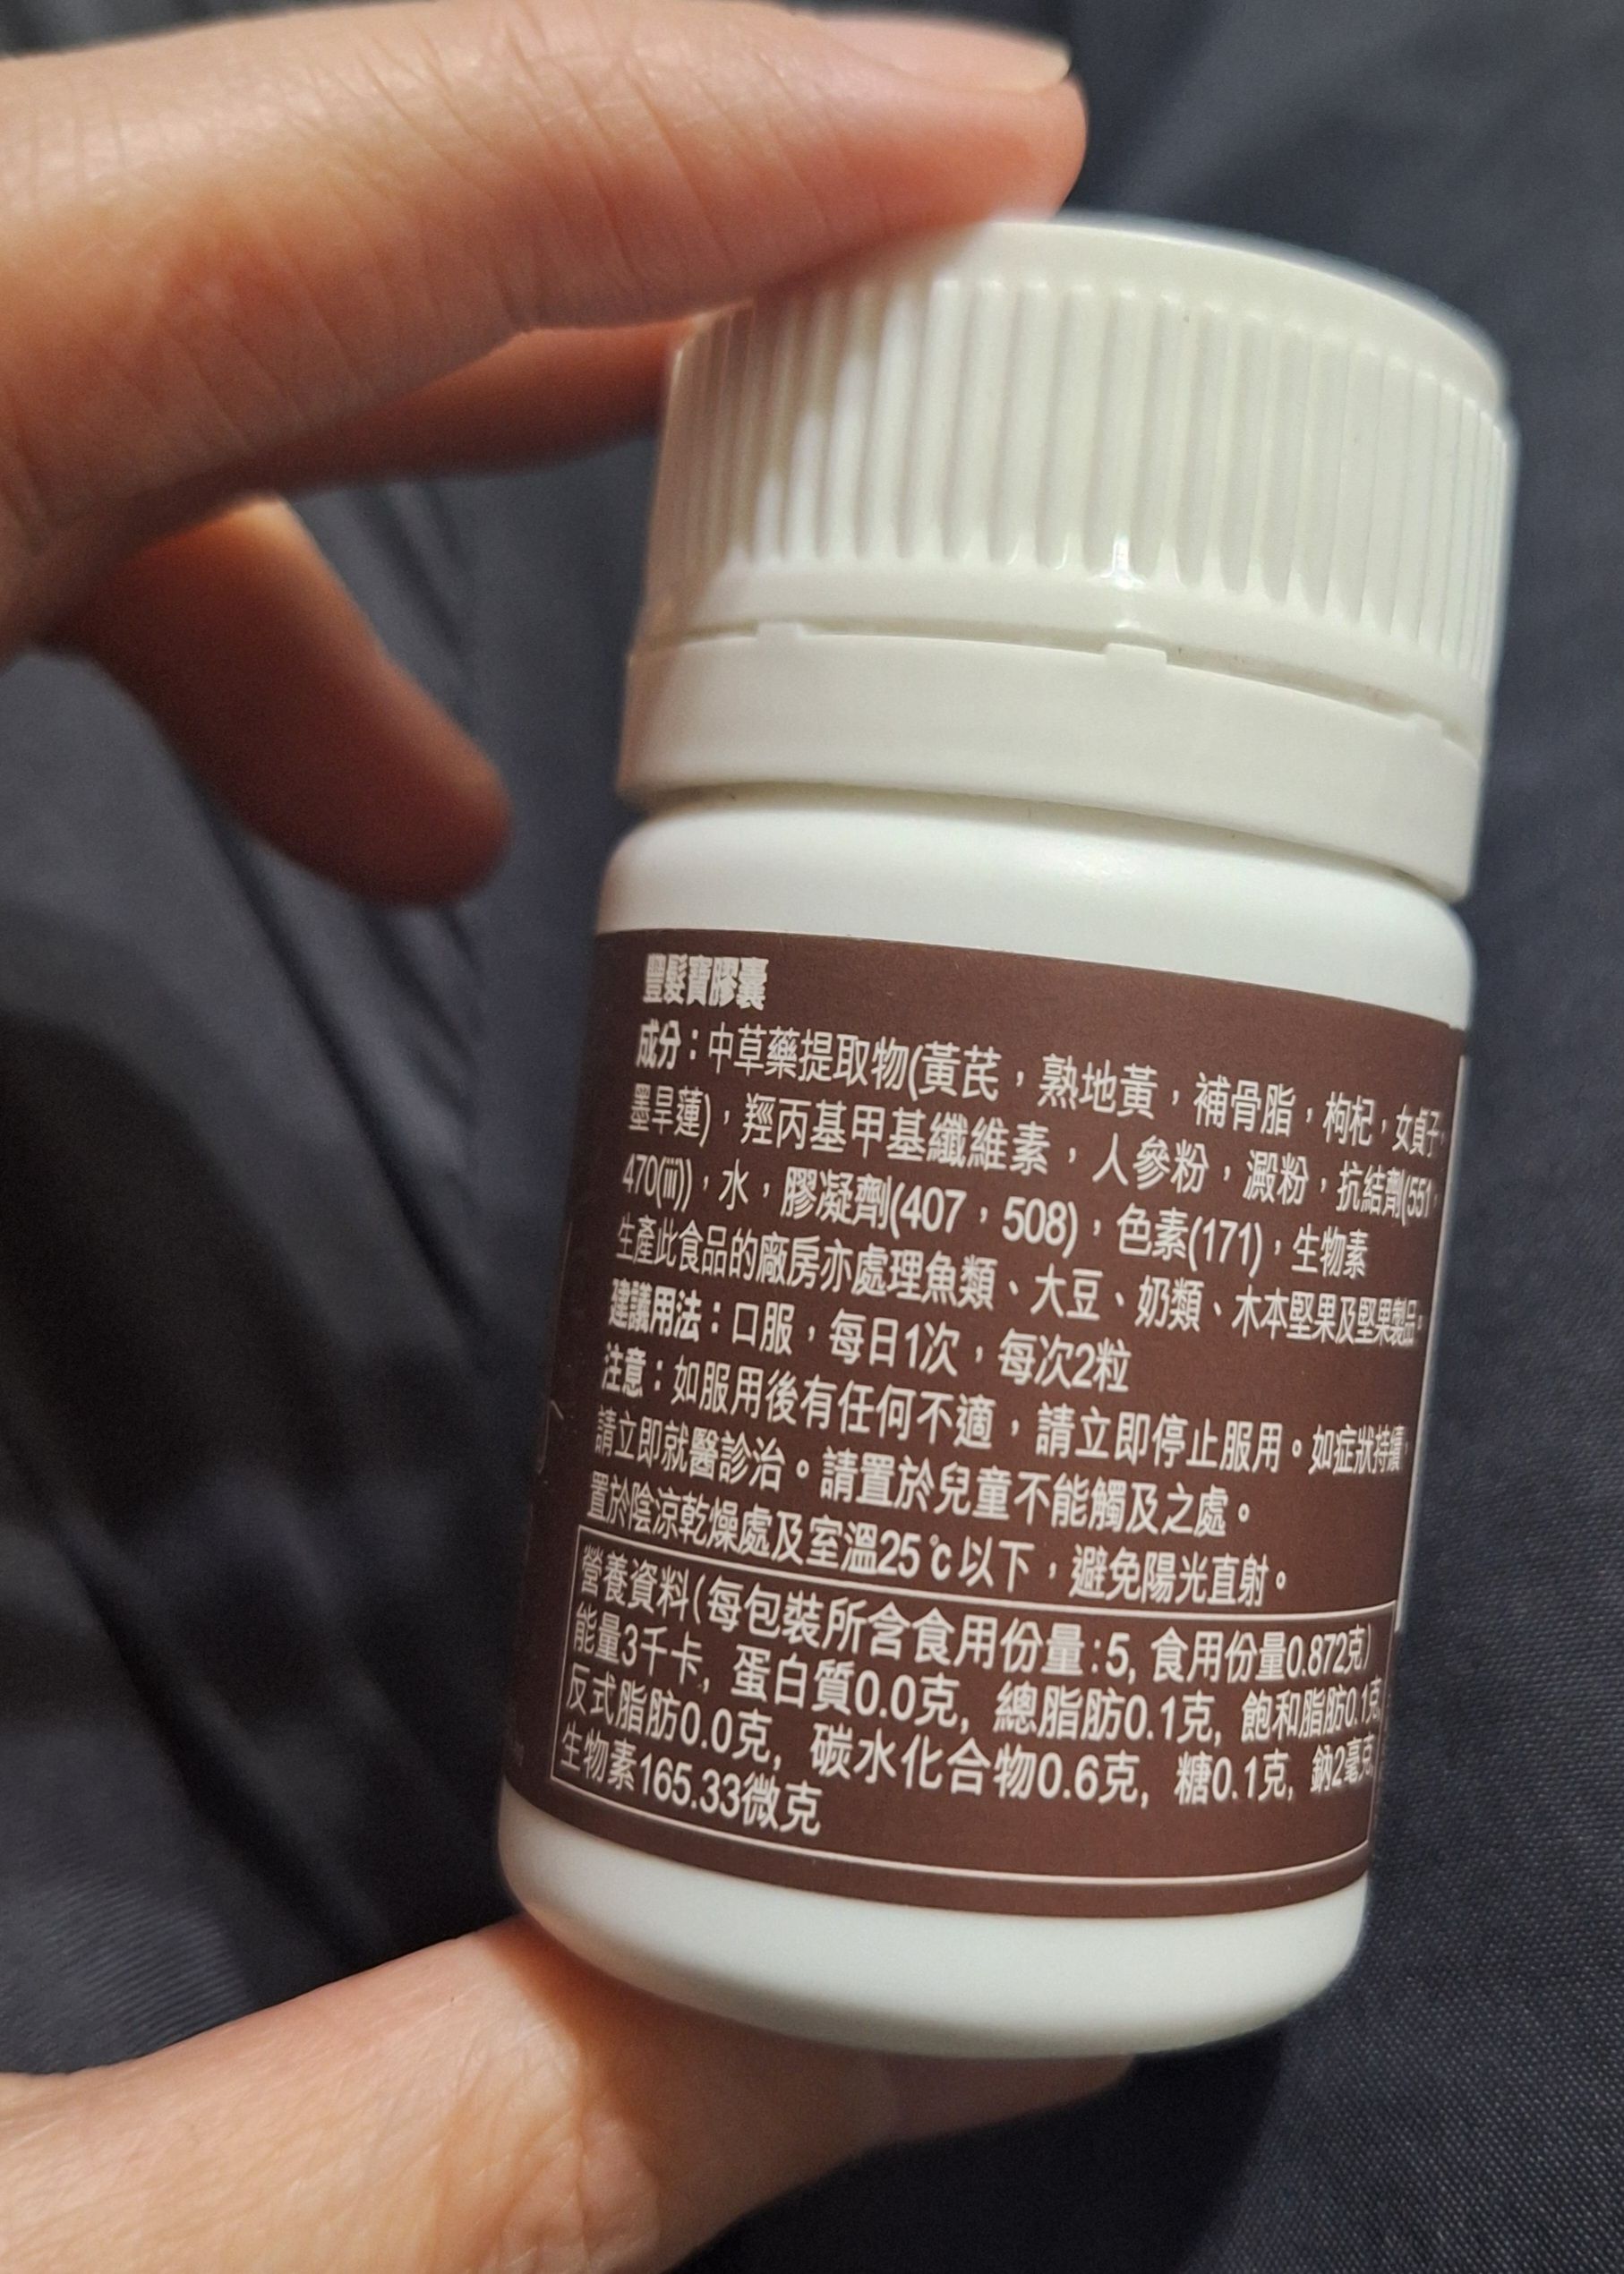 豐髮寶膠囊
成分：中草藥提取物(黃芪，熟地黃，補骨脂，枸杞，女貞子，
墨旱蓮)，羥丙基甲基纖維素，人參粉，澱粉，抗結劑(551，
470(iii))，水，膠凝劑(407，508)，色素(171)，生物素
生產此食品的廠房亦處理魚類、大豆、奶類、木本堅果及堅果製品。
建議用法：口服，每日1次，每次2粒
注意：如服用後有任何不適，請立即停止服用。如症狀持續，
請立即就醫診治。請置於兒童不能觸及之處。
置於陰涼乾燥處及室溫25℃以下，避免陽光直射。
營養資料(每包裝所含食用份量:5, 食用份量0.872克)
能量3千卡, 蛋白質0.0克, 總脂肪0.1克, 飽和脂肪0.1克,
反式脂肪0.0克, 碳水化合物0.6克, 糖0.1克, 鈉2毫克,
生物素165.33微克